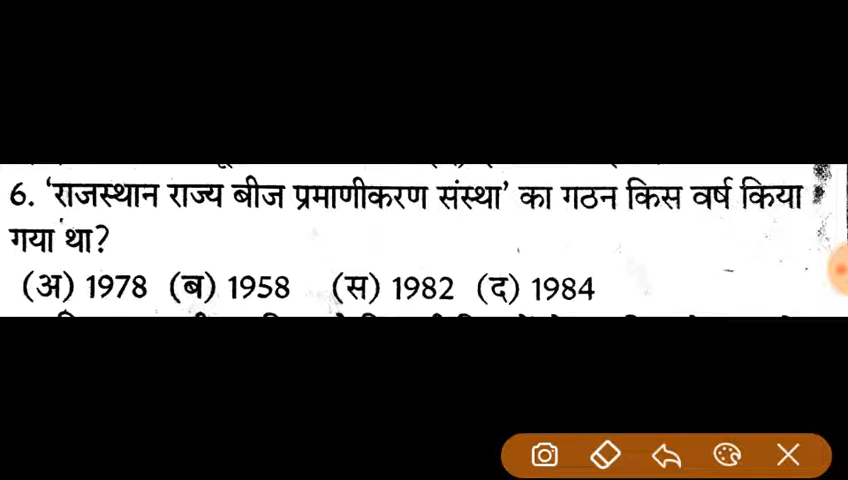 6. ‘राजस्थान राज्य बीज प्रमाणीकरण संस्था’ का गठन किस वर्ष किया
गया था?
(अ) 1978 (ब) 1958 (स) 1982 (द) 1984